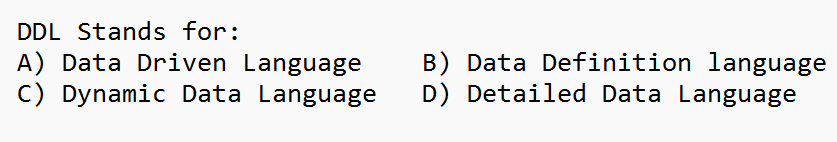 DDL Stands for:
A) Data Driven Language B) Data Definition language
C) Dynamic Data Language D) Detailed Data Language